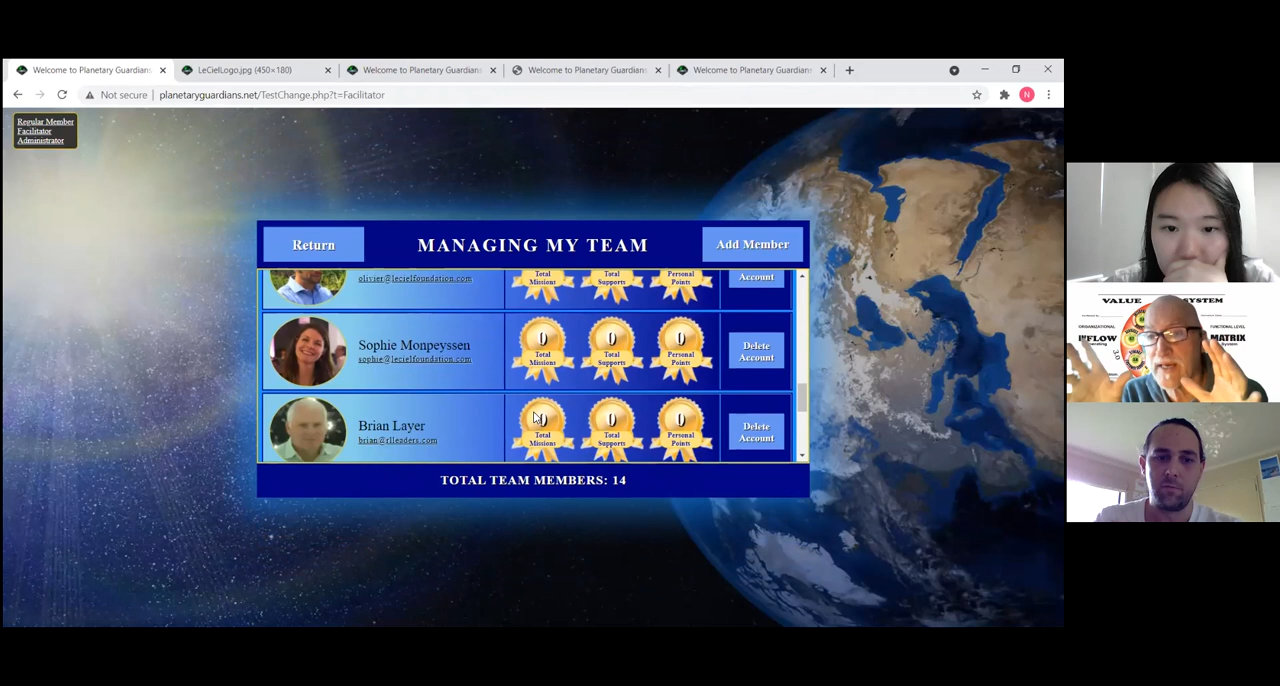 Welcome to Planetary Guardians
LeCielLogo.jpg (450×180)
Welcome to Planetary Guardians
Welcome to Planetary Guardians
Welcome to Planetary Guardians
Not secure
planetaryguardians.net/TestChange.php?t=Facilitator
N
Regular Member
Facilitator
Administrator
Return
MANAGING MY TEAM
Add Member
olivier@lecielfoundation.com
Total
Missions
Total
Supports
Personal
Points
Account
Sophie Monpeyssen
sophie@lecielfoundation.com
0
Total
Missions
0
Total
Supports
0
Personal
Points
Delete
Account
Brian Layer
brian@rlleaders.com
0
Total
Missions
0
Total
Supports
0
Personal
Points
Delete
Account
TOTAL TEAM MEMBERS: 14
VALUE SYSTEM
ORGANIZATIONAL
FUNCTIONAL LEVEL
MATRIX
3.0